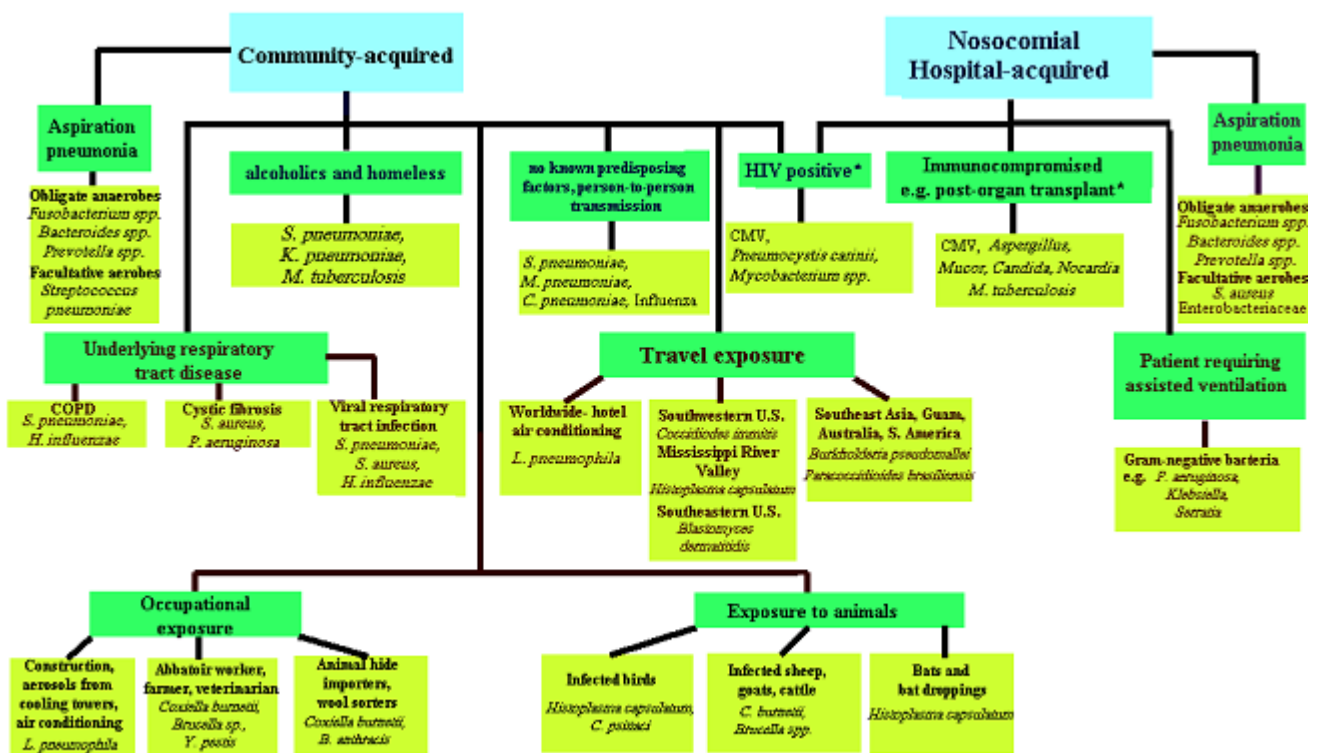 Community-acquired
Nosocomial
Hospital-acquired
Aspiration
pneumonia
Obligate anaerobes
Fusobacterium spp.
Bacteroides spp.
Prevotella spp.
Facultative aerobes
Streptococcus
pneumoniae
alcoholics and homeless
S. pneumoniae,
K. pneumoniae,
M. tuberculosis
no known predisposing
factors, person-to-person
transmission
S. pneumoniae,
M. pneumoniae,
C. pneumoniae, Influenza
HIV positive*
CMV,
Pneumocystis carinii,
Mycobacterium spp.
Immunocompromised
e.g. post-organ transplant*
CMV, Aspergillus,
Mucor, Candida, Nocardia
M. tuberculosis
Aspiration
pneumonia
Obligate anaerobes
Fusobacterium spp.
Bacteroides spp.
Prevotella spp.
Facultative aerobes
S. aureus
Enterobacteriaceae
Underlying respiratory
tract disease
COPD
S. pneumoniae,
H. influenzae
Cystic fibrosis
S. aureus,
P. aeruginosa
Viral respiratory
tract infection
S. pneumoniae,
S. aureus,
H. influenzae
Travel exposure
Worldwide- hotel
air conditioning
L. pneumophila
Southwestern U.S.
Coccidiodes immitis
Mississippi River
Valley
Histoplasma capsulatum
Southeastern U.S.
Blastomyces
dermatitidis
Southeast Asia, Guam,
Australia, S. America
Burkholderia pseudomallei
Paracoccidioides brasiliensis
Patient requiring
assisted ventilation
Gram-negative bacteria
e.g. P. aeruginosa,
Klebsiella,
Serratia
Occupational
exposure
Construction,
aerosols from
cooling towers,
air conditioning
L. pneumophila
Abbatoir worker,
farmer, veterinarian
Coxiella burnetii,
Brucella sp.,
Y. pestis
Animal hide
importers,
wool sorters
Coxiella burnetii,
B. anthracis
Exposure to animals
Infected birds
Histoplasma capsulatum,
C. psittaci
Infected sheep,
goats, cattle
C. burnetii,
Brucella spp.
Bats and
bat droppings
Histoplasma capsulatum